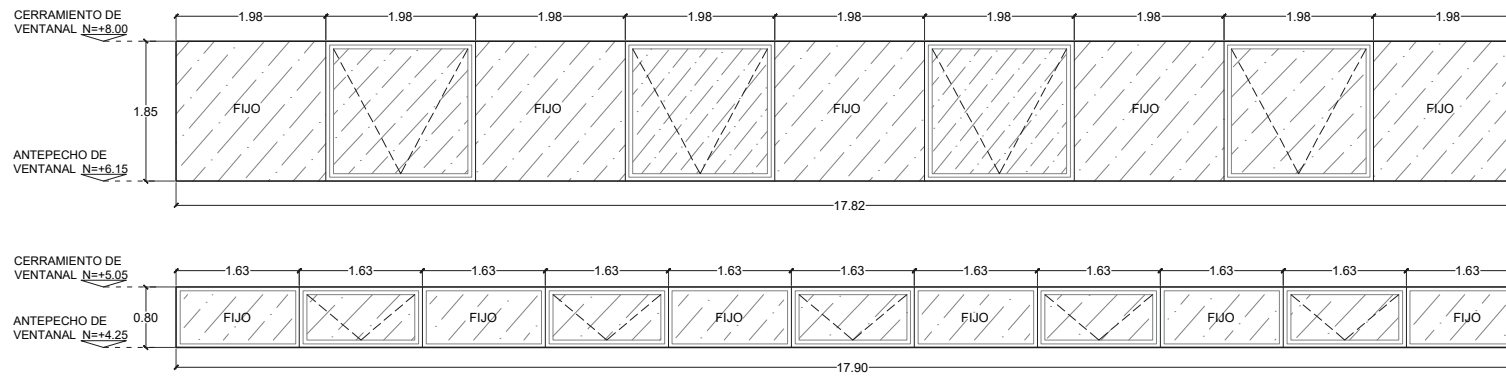 CERRAMIENTO DE
VENTANAL N=+8.00
1.98 1.98 1.98 1.98 1.98 1.98 1.98 1.98 1.98
1.85
FIJO FIJO FIJO FIJO FIJO
ANTEPECHO DE
VENTANAL N=+6.15
17.82
CERRAMIENTO DE
VENTANAL N=+5.05
1.63 1.63 1.63 1.63 1.63 1.63 1.63 1.63 1.63 1.63 1.63
0.80
FIJO FIJO FIJO FIJO FIJO FIJO
ANTEPECHO DE
VENTANAL N=+4.25
17.90